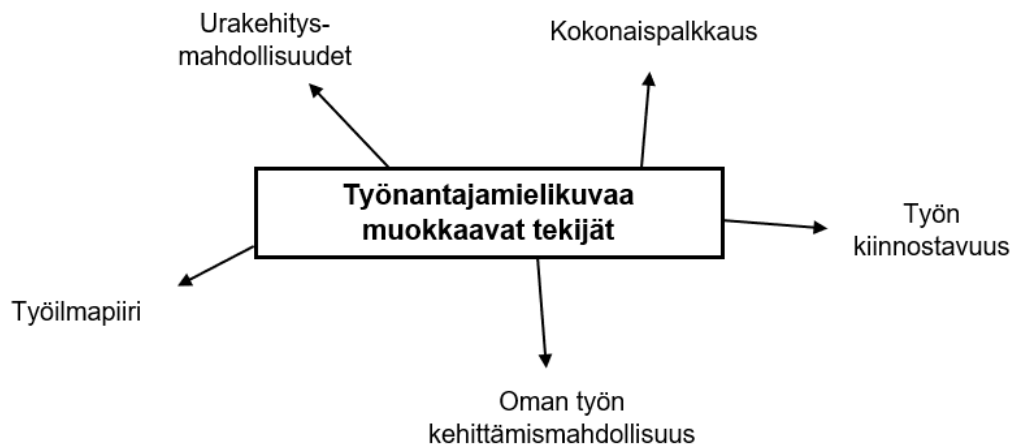 Urakehitys-
mahdollisuudet
Kokonaispalkkaus
Työnantajamielikuvaa
muokkaavat tekijät
Työn
kiinnostavuus
Työilmapiiri
Oman työn
kehittämismahdollisuus